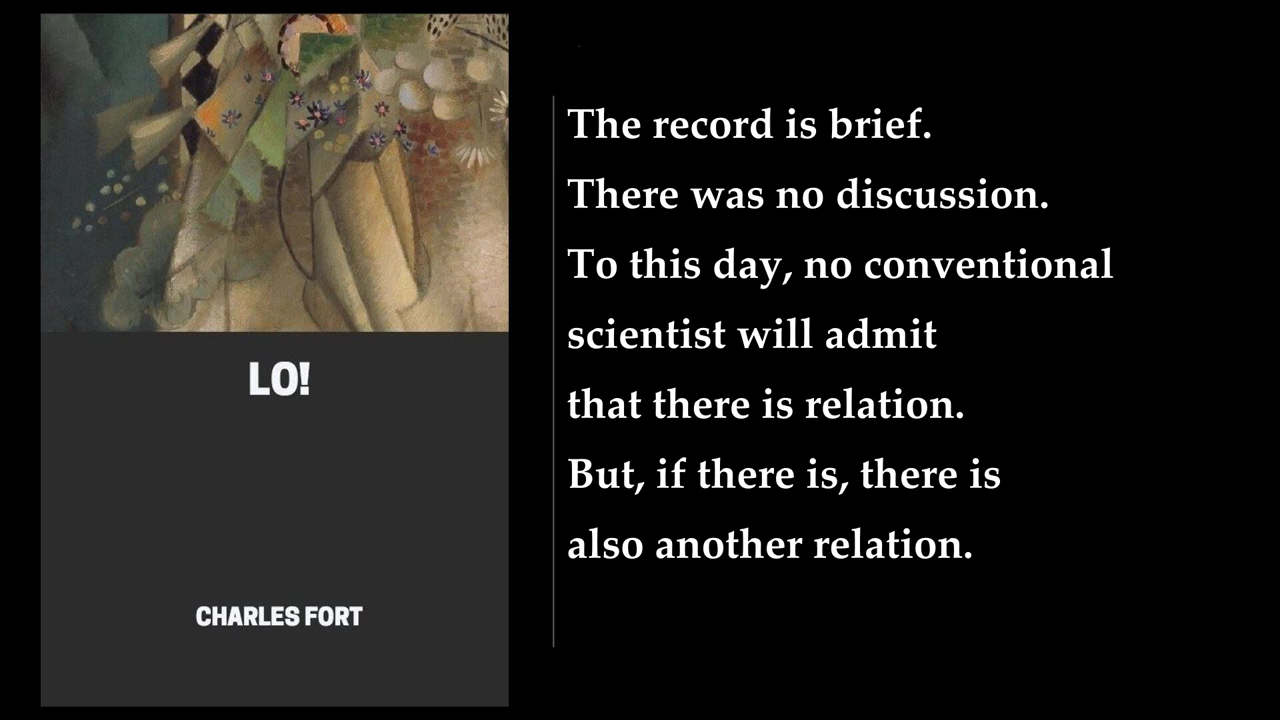 LO!
CHARLES FORT
The record is brief.
There was no discussion.
To this day, no conventional
scientist will admit
that there is relation.
But, if there is, there is
also another relation.